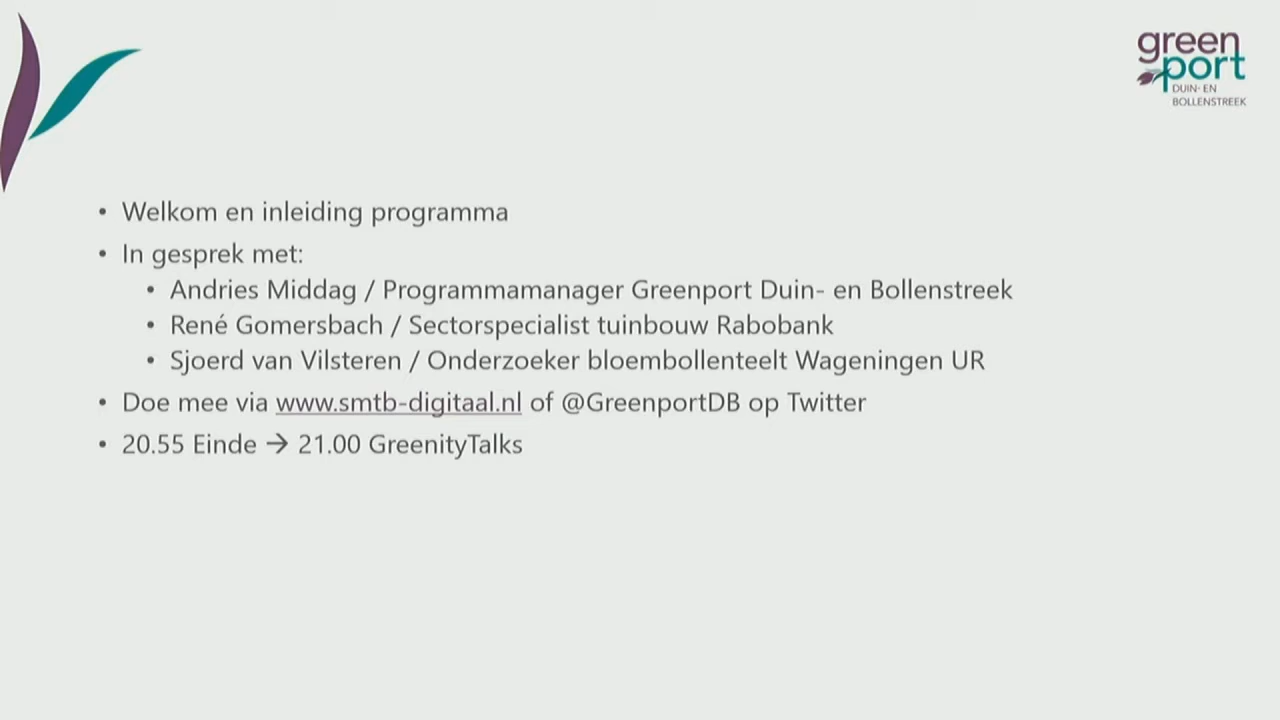 green
port
DUIN- EN
BOLLENSTREEK
• Welkom en inleiding programma
• In gesprek met:
• Andries Middag / Programmamanager Greenport Duin- en Bollenstreek
• René Gomersbach / Sectorspecialist tuinbouw Rabobank
• Sjoerd van Vilsteren / Onderzoeker bloembollenteelt Wageningen UR
• Doe mee via www.smtb-digitaal.nl of @GreenportDB op Twitter
• 20.55 Einde → 21.00 GreenityTalks